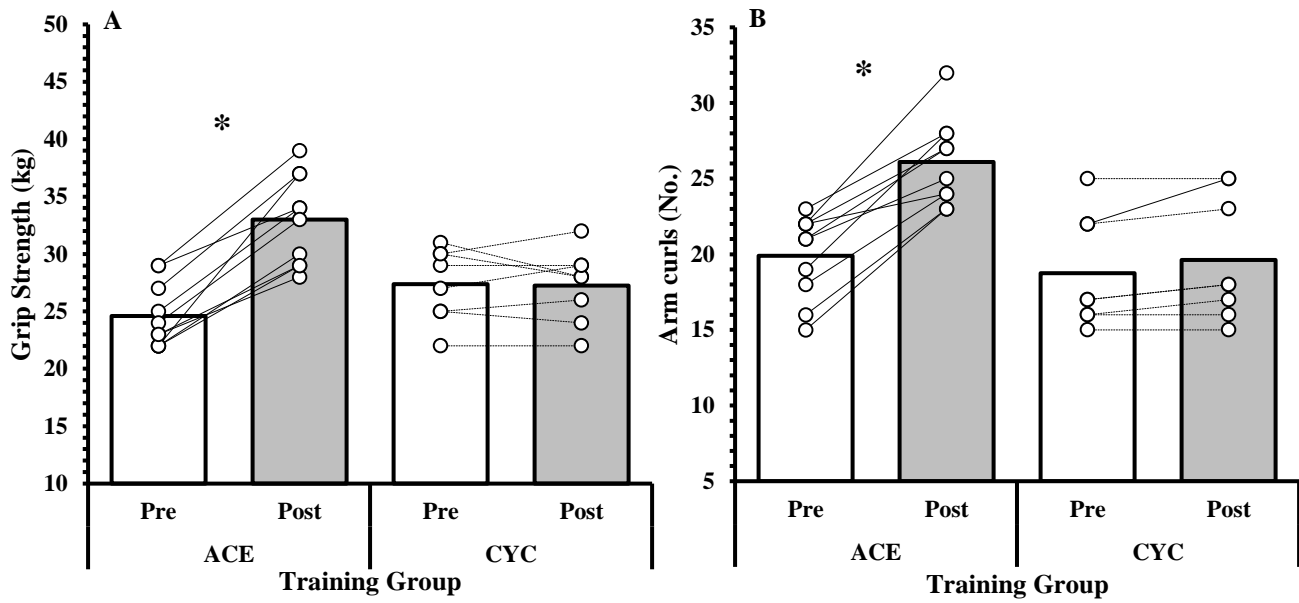 A
Grip Strength (kg)
50
45
40
35
30
25
20
15
10
*
Pre Post Pre Post
ACE CYC
Training Group
B
Arm curls (No.)
35
30
25
20
15
10
5
*
Pre Post Pre Post
ACE CYC
Training Group